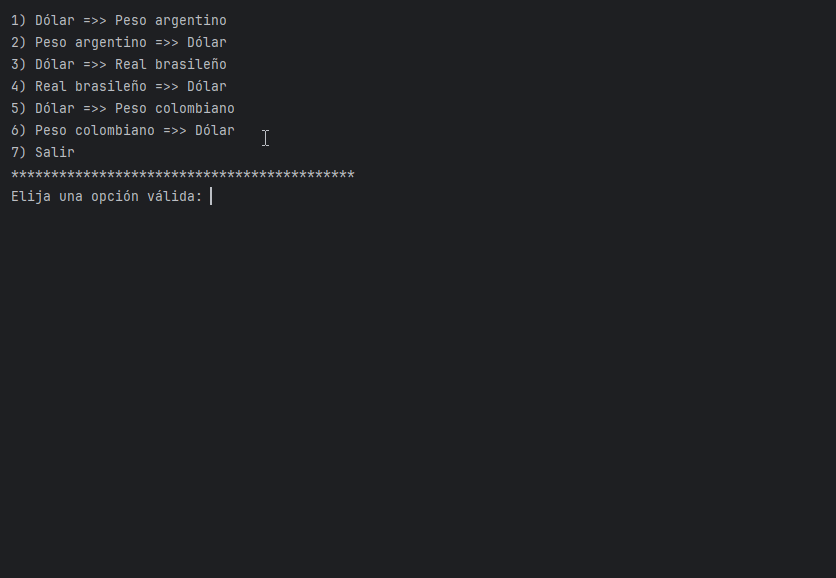 1) Dólar =>> Peso argentino
2) Peso argentino =>> Dólar
3) Dólar =>> Real brasileño
4) Real brasileño =>> Dólar
5) Dólar =>> Peso colombiano
6) Peso colombiano =>> Dólar
7) Salir
*******************************************
Elija una opción válida: